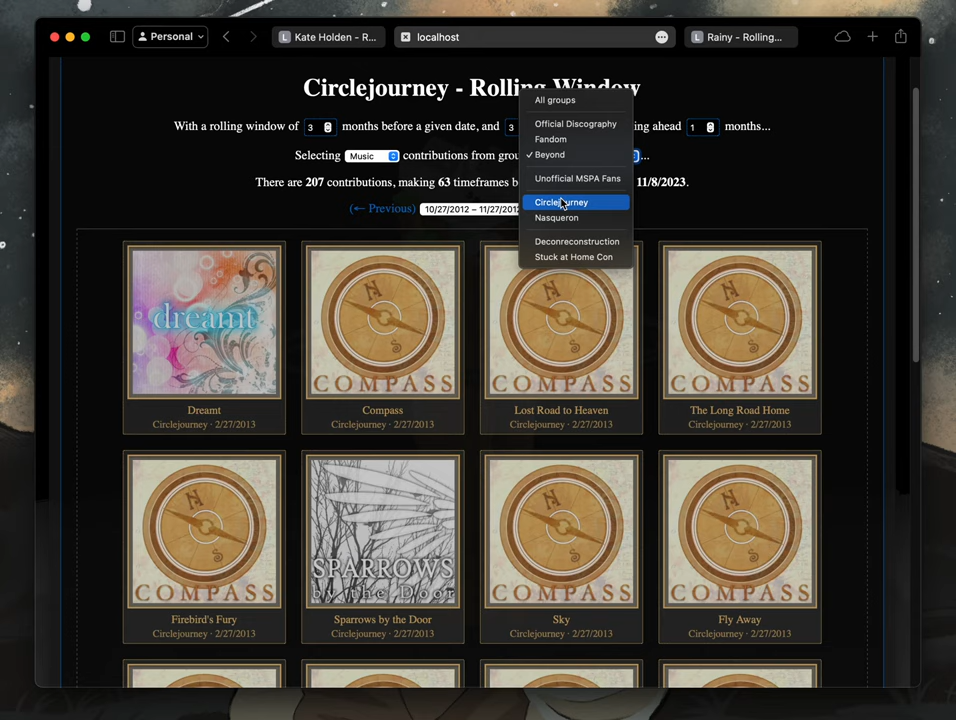 Personal
L Kate Holden - R...
localhost
L Rainy - Rolling...
Circlejourney - Rolling Window
With a rolling window of 3 months before a given date, and 3
ing ahead 1 months...
Selecting Music contributions from grou
...
There are 207 contributions, making 63 timeframes b
11/8/2023.
(← Previous) 10/27/2012 – 11/27/2012
All groups
Official Discography
Fandom
✓ Beyond
Unofficial MSPA Fans
Circlejourney
Nasqueron
Deconreconstruction
Stuck at Home Con
dreamt
N
S
COMPASS
N
S
COMPASS
N
S
COMPASS
Dreamt
Circlejourney · 2/27/2013
Compass
Circlejourney · 2/27/2013
Lost Road to Heaven
Circlejourney · 2/27/2013
The Long Road Home
Circlejourney · 2/27/2013
N
S
COMPASS
SPARROWS
by the Door
N
S
COMPASS
N
S
COMPASS
Firebird's Fury
Circlejourney · 2/27/2013
Sparrows by the Door
Circlejourney · 2/27/2013
Sky
Circlejourney · 2/27/2013
Fly Away
Circlejourney · 2/27/2013